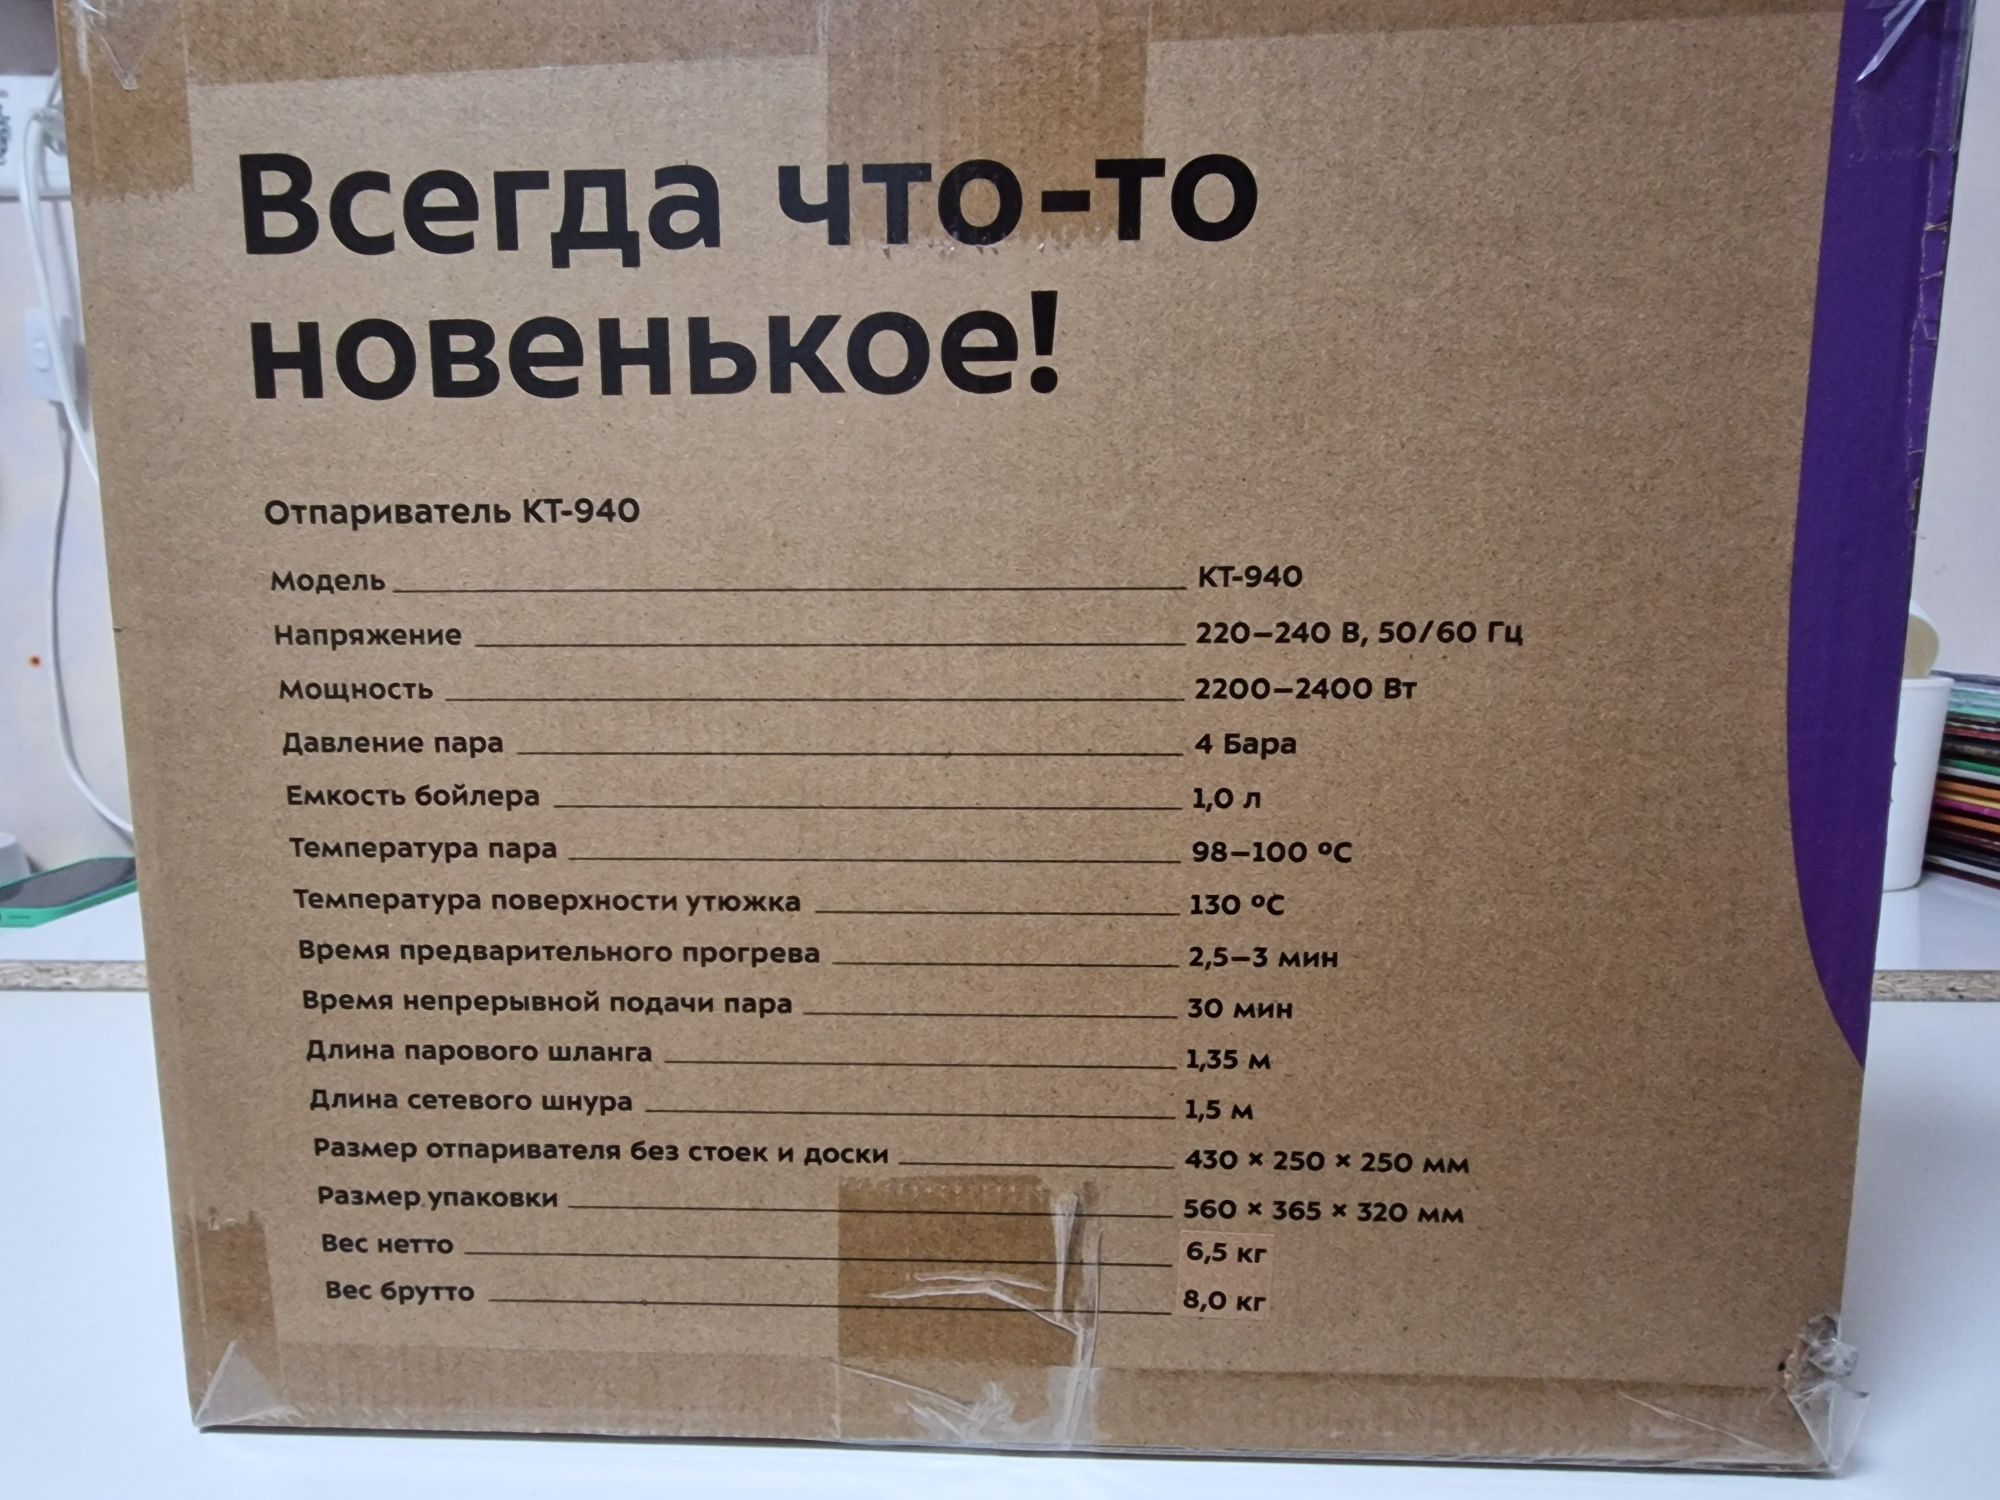 Всегда что-то
новенькое!
Отпариватель КТ-940
Модель КТ-940
Напряжение 220–240 В, 50/60 Гц
Мощность 2200–2400 Вт
Давление пара 4 Бара
Емкость бойлера 1,0 л
Температура пара 98–100 ºC
Температура поверхности утюжка 130 ºC
Время предварительного прогрева 2,5–3 мин
Время непрерывной подачи пара 30 мин
Длина парового шланга 1,35 м
Длина сетевого шнура 1,5 м
Размер отпаривателя без стоек и доски 430 × 250 × 250 мм
Размер упаковки 560 × 365 × 320 мм
Вес нетто 6,5 кг
Вес брутто 8,0 кг